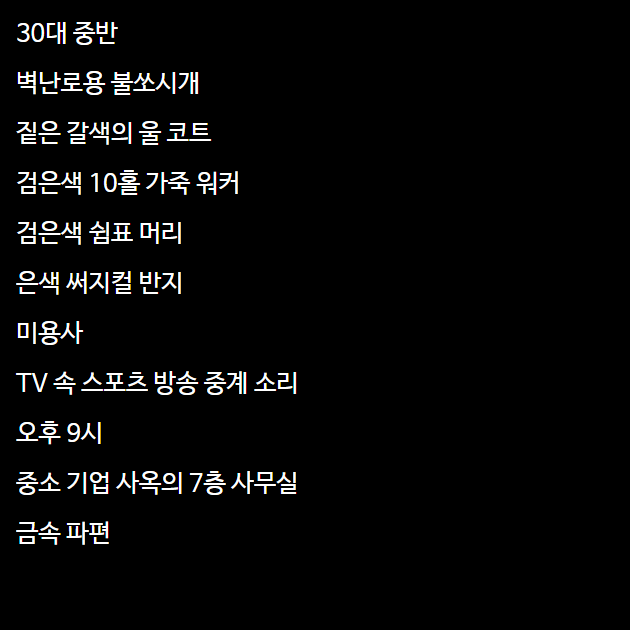 30대 중반
벽난로용 불쏘시개
짙은 갈색의 울 코트
검은색 10홀 가죽 워커
검은색 쉼표 머리
은색 써지컬 반지
미용사
TV 속 스포츠 방송 중계 소리
오후 9시
중소 기업 사옥의 7층 사무실
금속 파편